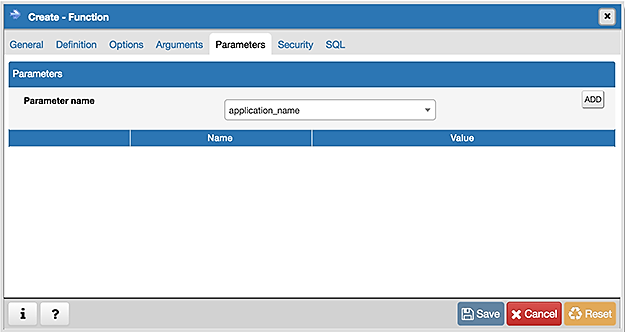 Create - Function
General Definition Options Arguments Parameters Security SQL
Parameters
Parameter name application_name ADD
Name Value
i ? Save Cancel Reset